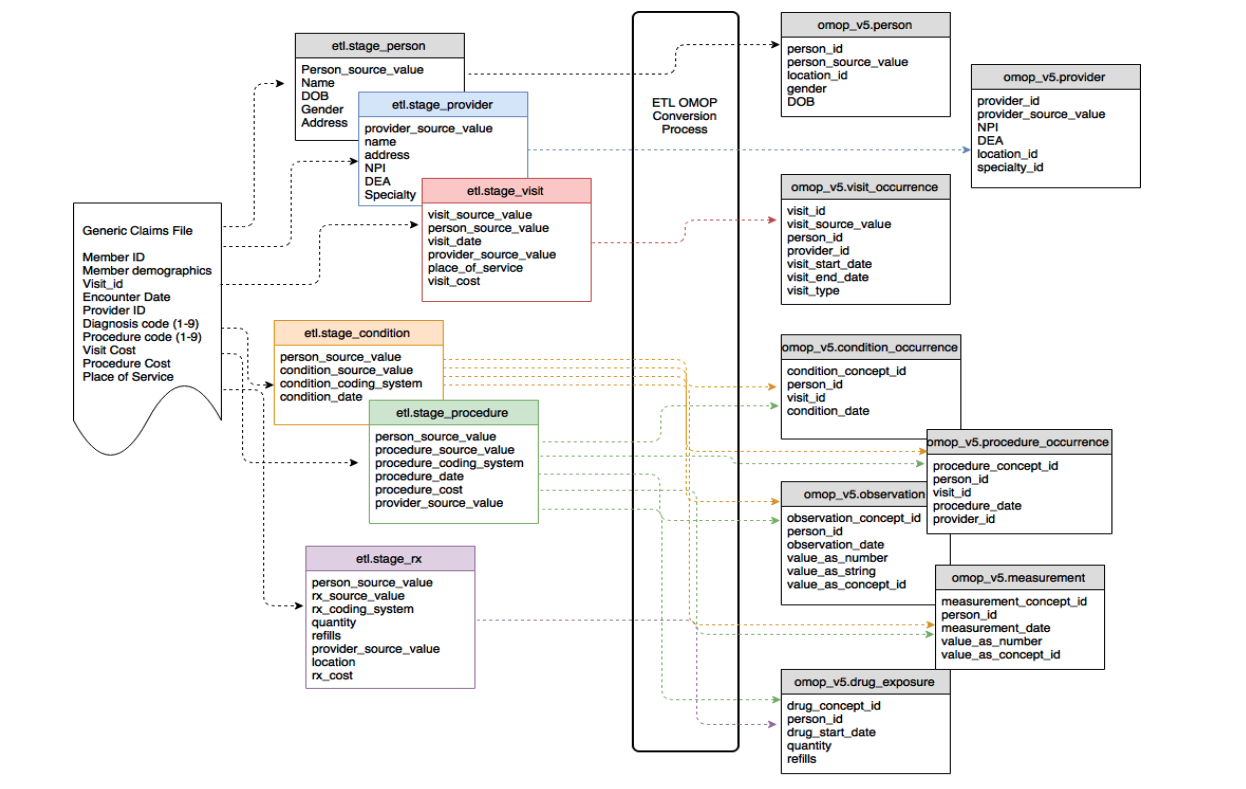 etl.stage_person
Person_source_value
Name
DOB
Gender
Address
etl.stage_provider
provider_source_value
name
address
NPI
DEA
Specialty
etl.stage_visit
visit_source_value
person_source_value
visit_date
provider_source_value
place_of_service
visit_cost
Generic Claims File
Member ID
Member demographics
Visit_id
Encounter Date
Provider ID
Diagnosis code (1-9)
Procedure code (1-9)
Visit Cost
Procedure Cost
Place of Service
etl.stage_condition
person_source_value
condition_source_value
condition_coding_system
condition_date
etl.stage_procedure
person_source_value
procedure_source_value
procedure_coding_system
procedure_date
procedure_cost
provider_source_value
etl.stage_rx
person_source_value
rx_source_value
rx_coding_system
quantity
refills
provider_source_value
location
rx_cost
ETL OMOP
Conversion
Process
omop_v5.person
person_id
person_source_value
location_id
gender
DOB
omop_v5.provider
provider_id
provider_source_value
NPI
DEA
location_id
specialty_id
omop_v5.visit_occurrence
visit_id
visit_source_value
person_id
provider_id
visit_start_date
visit_end_date
visit_type
omop_v5.condition_occurrence
condition_concept_id
person_id
visit_id
condition_date
omop_v5.procedure_occurrence
procedure_concept_id
person_id
visit_id
procedure_date
provider_id
omop_v5.observation
observation_concept_id
person_id
observation_date
value_as_number
value_as_string
value_as_concept_id
omop_v5.measurement
measurement_concept_id
person_id
measurement_date
value_as_number
value_as_concept_id
omop_v5.drug_exposure
drug_concept_id
person_id
drug_start_date
quantity
refills